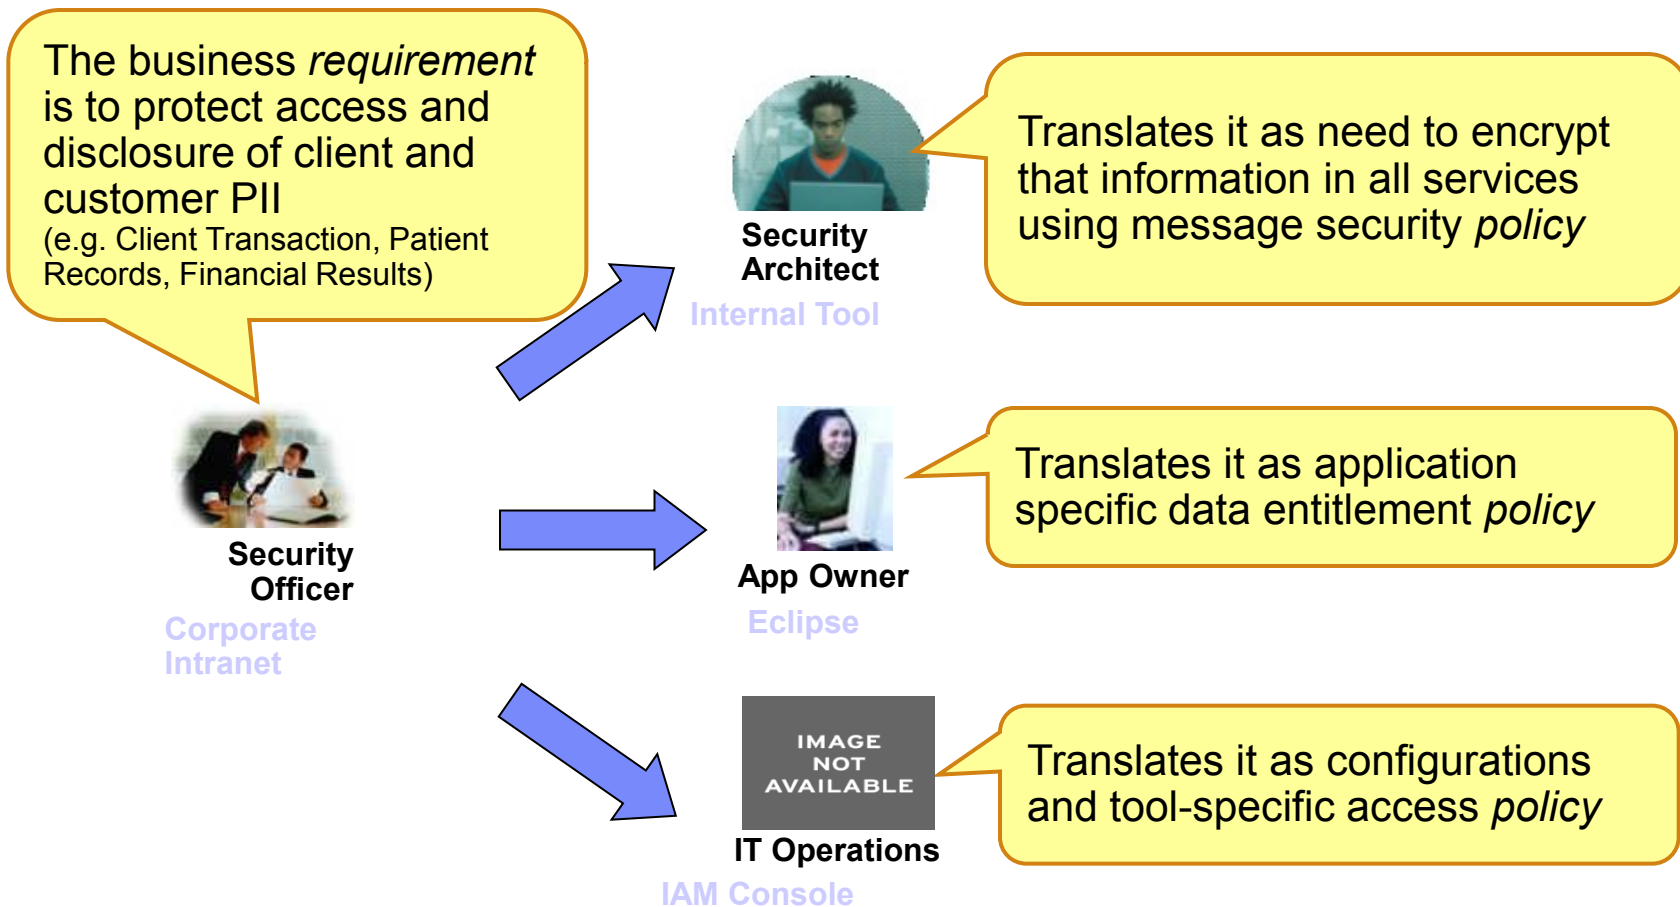 The business requirement
is to protect access and
disclosure of client and
customer PII
(e.g. Client Transaction, Patient
Records, Financial Results)
Security
Officer
Corporate
Intranet
Security
Architect
Internal Tool
Translates it as need to encrypt
that information in all services
using message security policy
App Owner
Eclipse
Translates it as application
specific data entitlement policy
IMAGE
NOT
AVAILABLE
IT Operations
IAM Console
Translates it as configurations
and tool-specific access policy